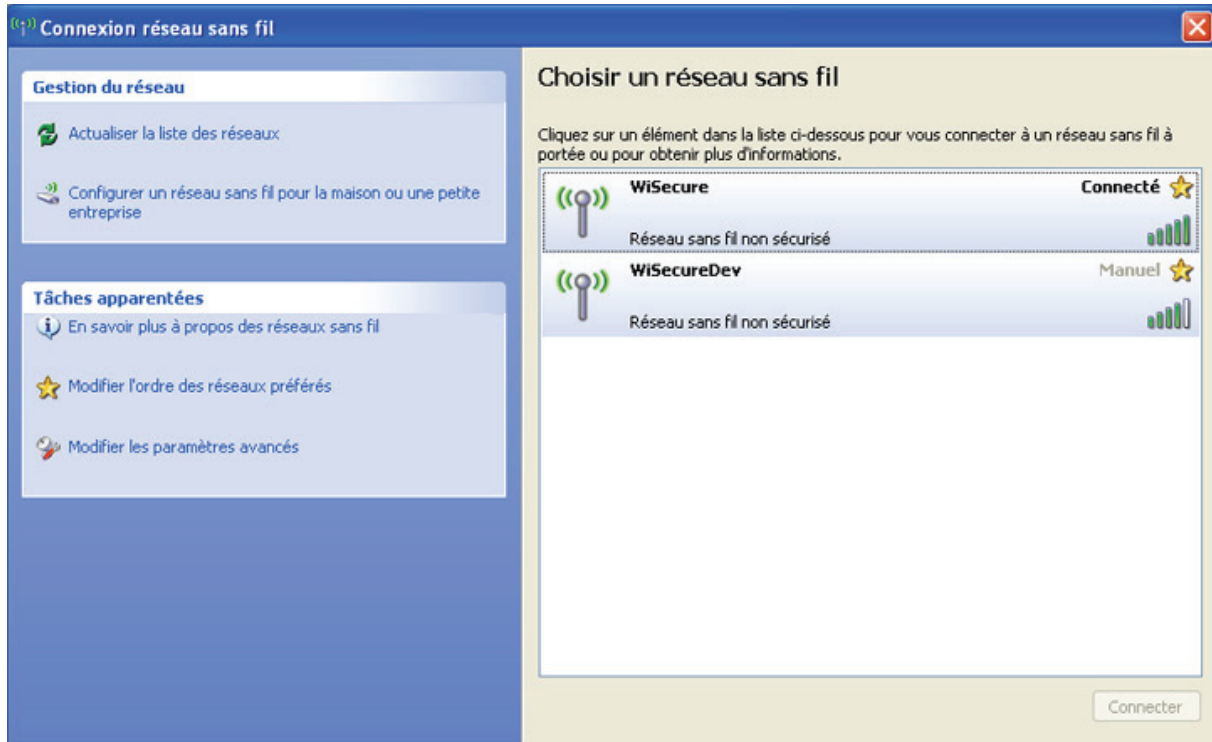 Connexion réseau sans fil
Gestion du réseau
Actualiser la liste des réseaux
Configurer un réseau sans fil pour la maison ou une petite
entreprise
Tâches apparentées
En savoir plus à propos des réseaux sans fil
Modifier l'ordre des réseaux préférés
Modifier les paramètres avancés
Choisir un réseau sans fil
Cliquez sur un élément dans la liste ci-dessous pour vous connecter à un réseau sans fil à
portée ou pour obtenir plus d'informations.
WiSecure Connecté
Réseau sans fil non sécurisé
WiSecureDev Manuel
Réseau sans fil non sécurisé
Connecter